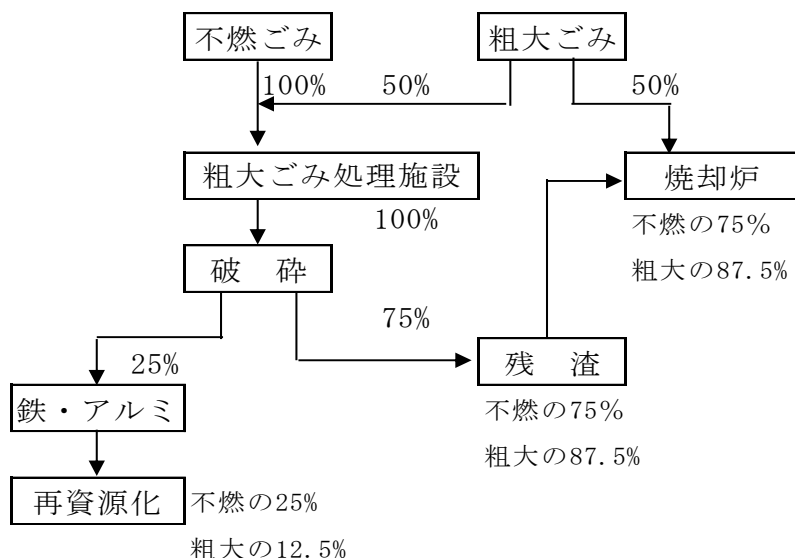 不燃ごみ
粗大ごみ
100%
50%
50%
粗大ごみ処理施設
焼却炉
100%
不燃の75%
粗大の87.5%
破　砕
75%
25%
残　渣
鉄・アルミ
不燃の75%
粗大の87.5%
再資源化
不燃の25%
粗大の12.5%